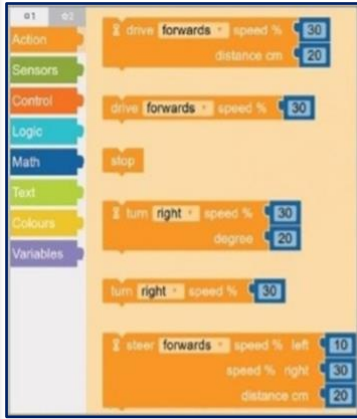 1 2
Action
Sensors
Control
Logic
Math
Text
Colours
Variables
drive forwards speed % 30
distance cm 20
drive forwards speed % 30
stop
turn right speed % 30
degree 20
turn right speed % 30
steer forwards speed % left 10
speed % right 30
distance cm 20